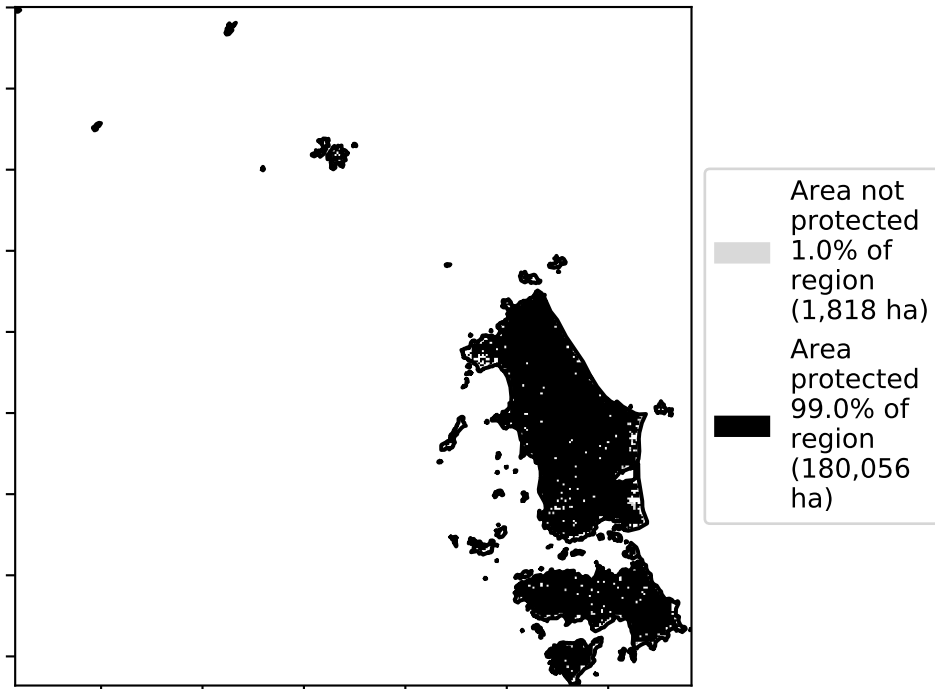 Area not
protected
1.0% of
region
(1,818 ha)
Area
protected
99.0% of
region
(180,056
ha)